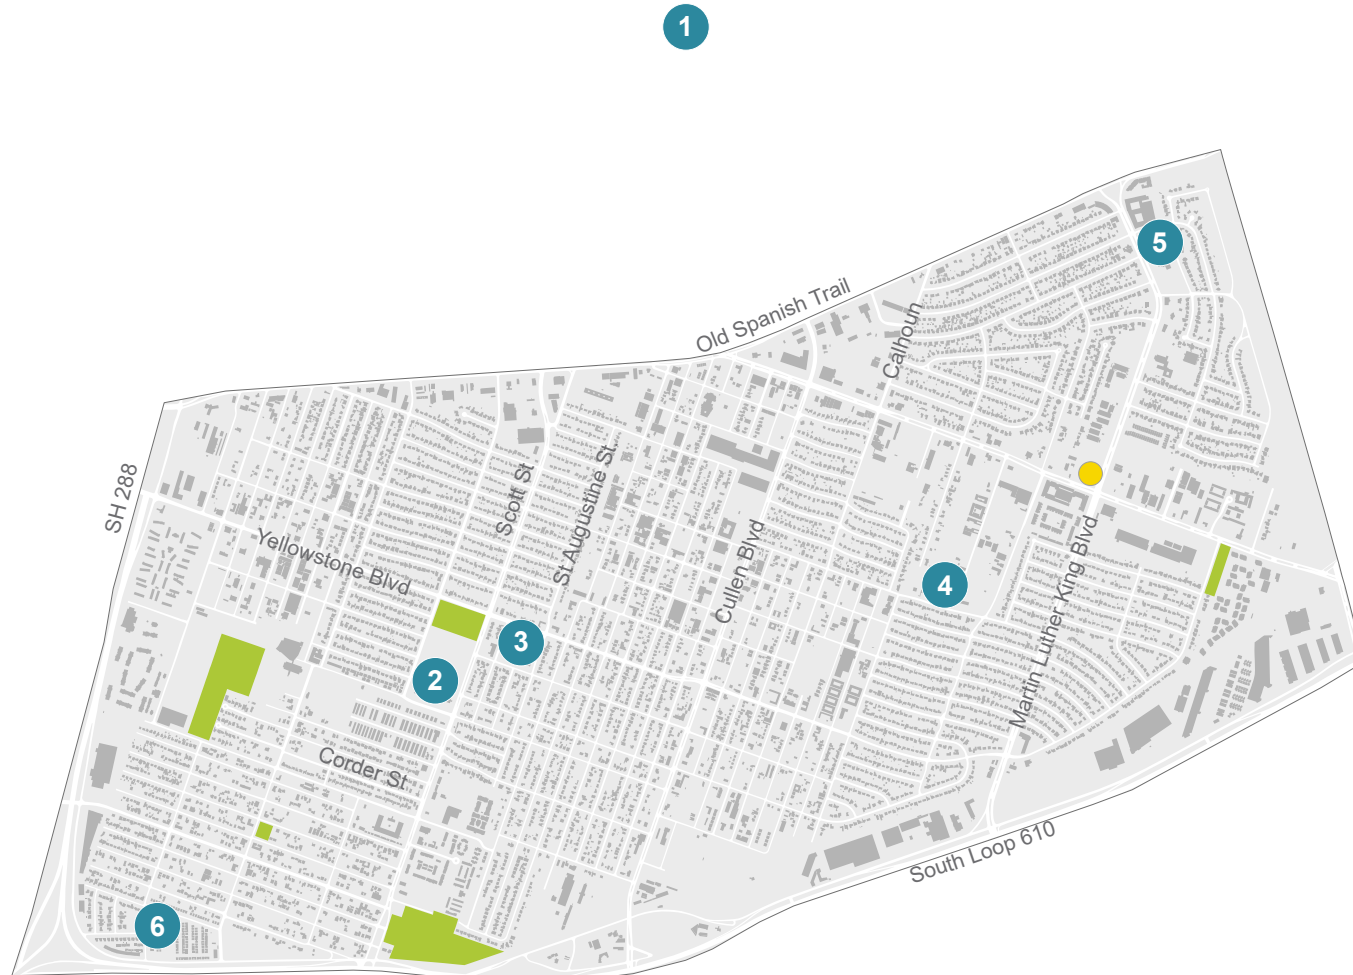 1
5
Old Spanish Trail
Calhoun
SH 288
Scott St
St Augustine St
Yellowstone Blvd
Cullen Blvd
4
Martin Luther King Blvd
3
2
Corder St
South Loop 610
6